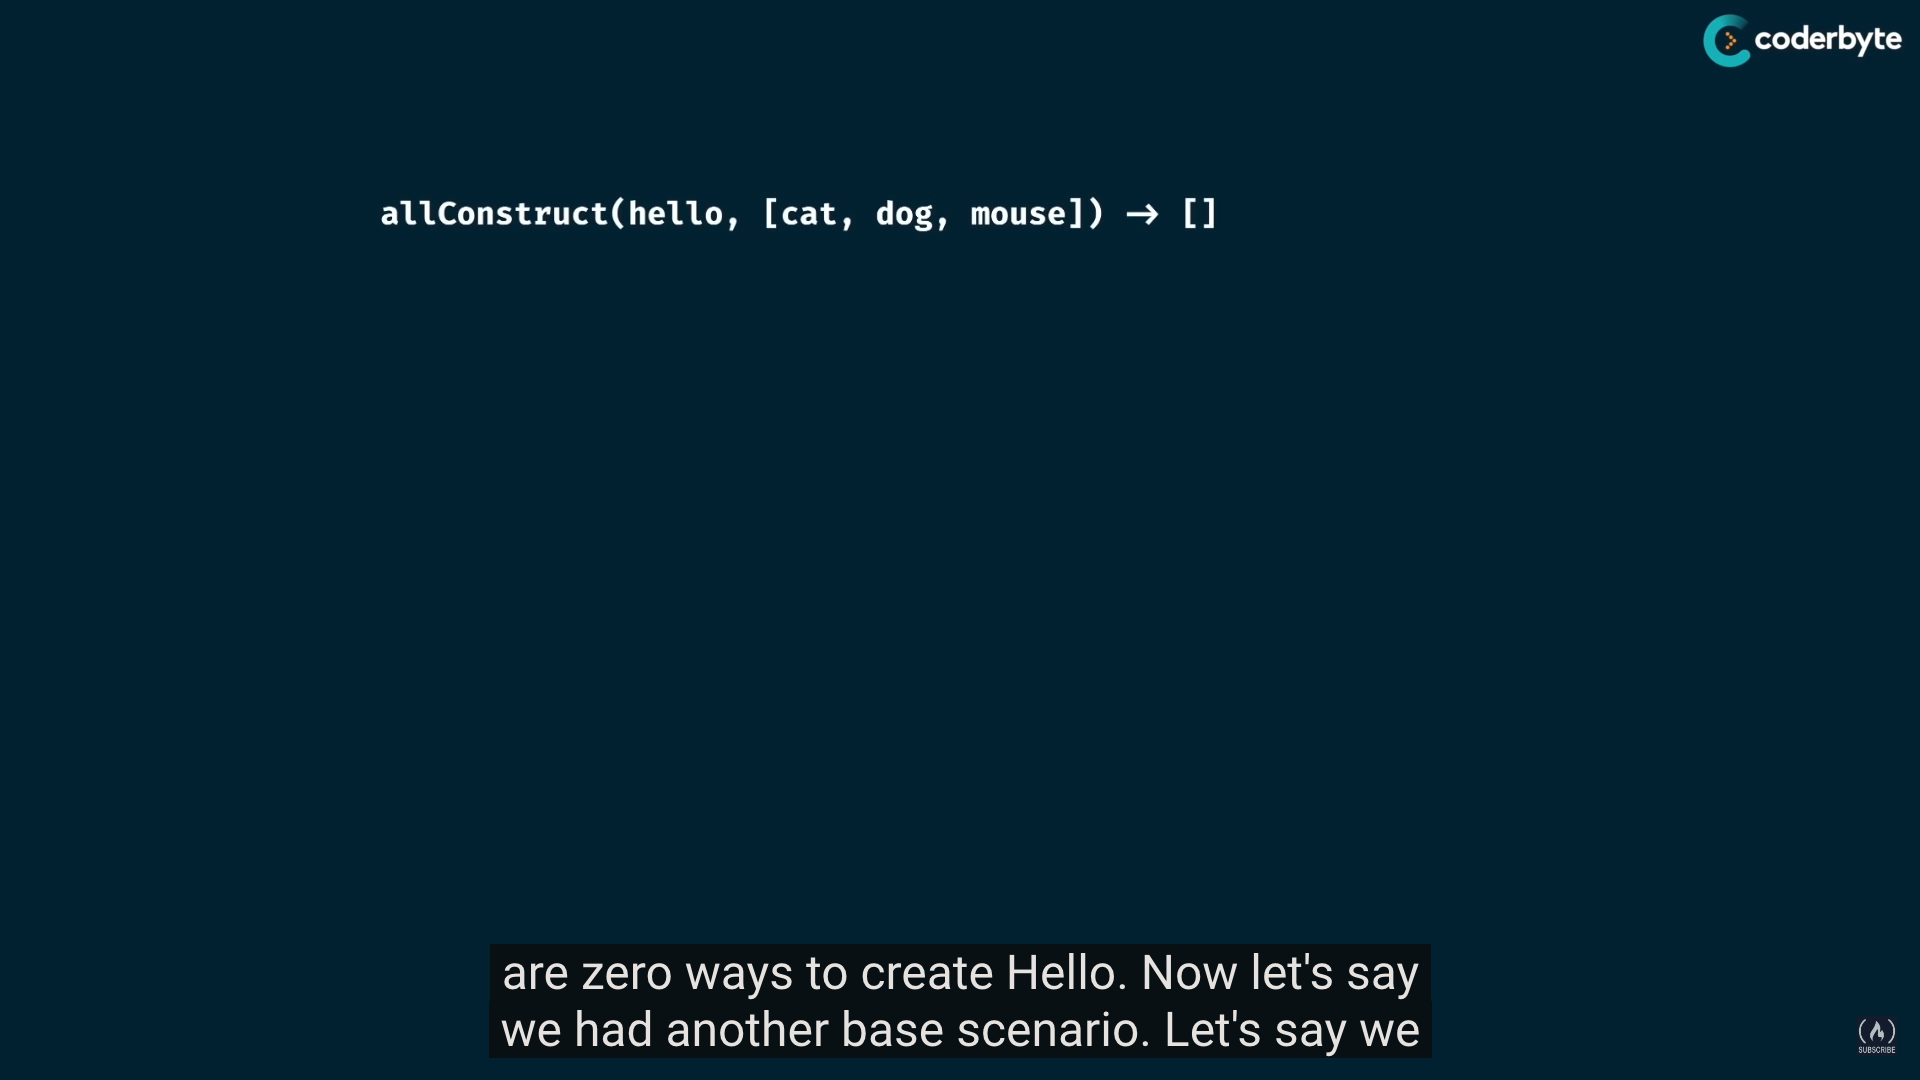 coderbyte
allConstruct(hello, [cat, dog, mouse]) → []
are zero ways to create Hello. Now let's say
we had another base scenario. Let's say we
SUBSCRIBE